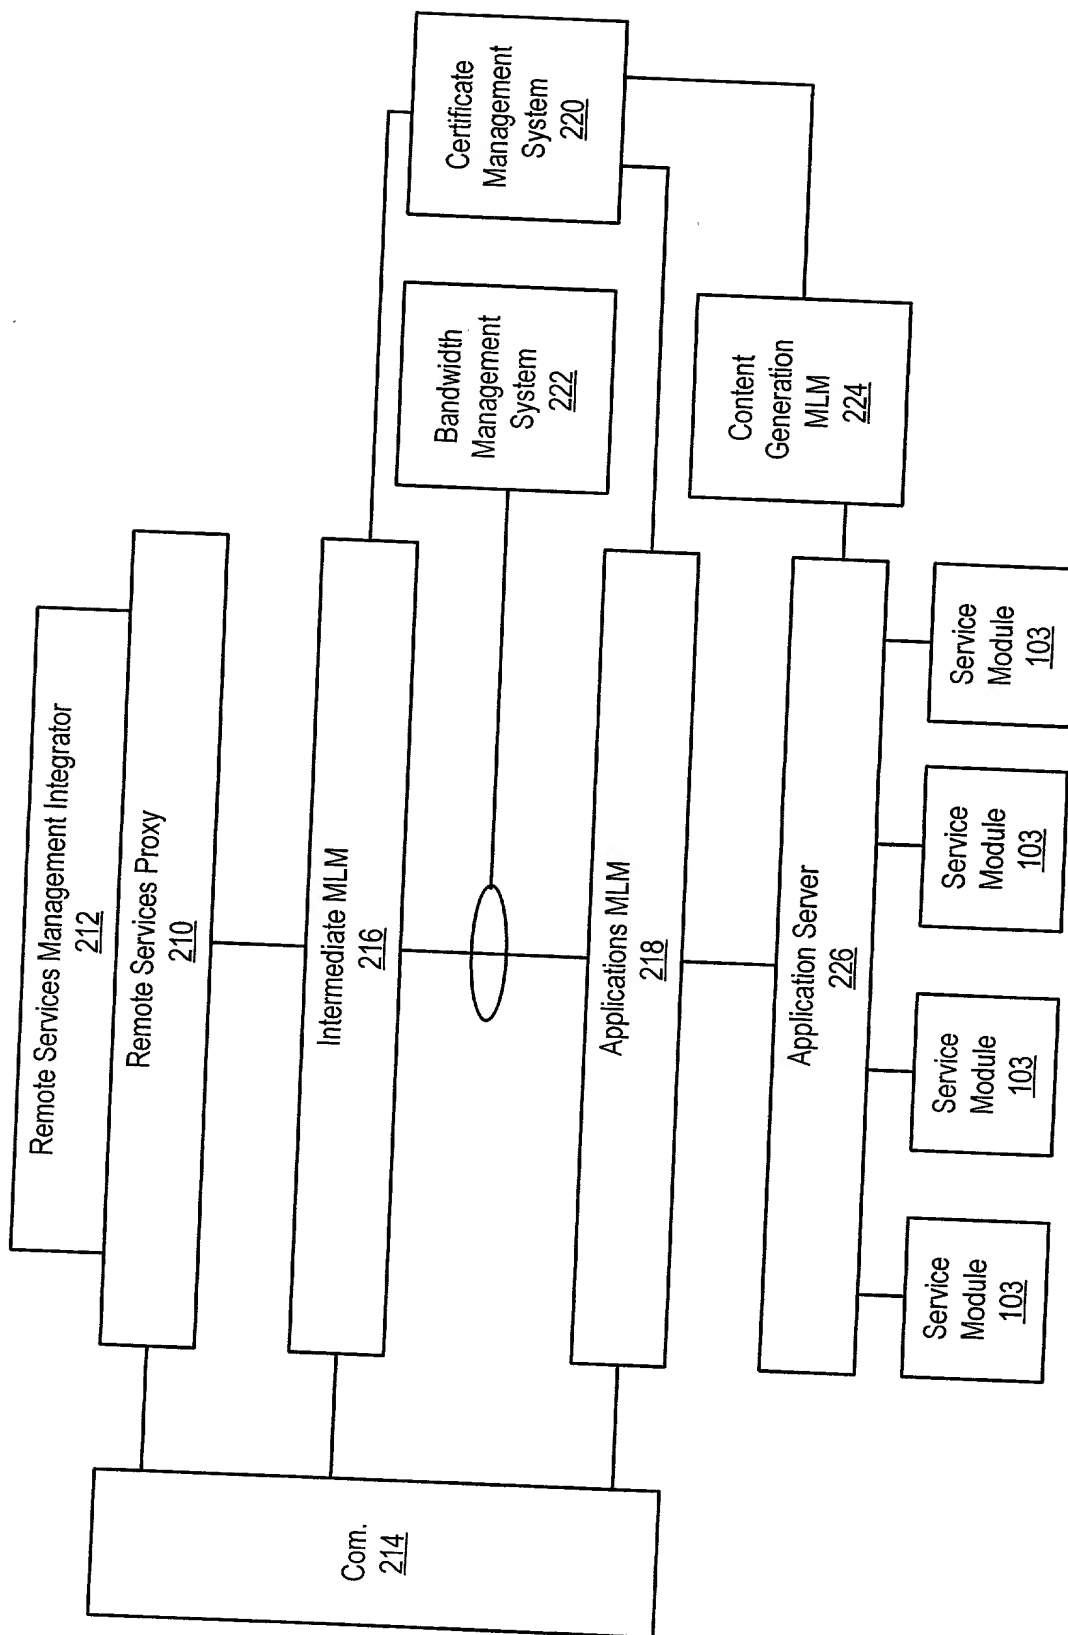 Remote Services Management Integrator
212
Remote Services Proxy
210
Com.
214
Intermediate MLM
216
Certificate
Management
System
220
Bandwidth
Management
System
222
Applications MLM
218
Content
Generation
MLM
224
Application Server
226
Service
Module
103
Service
Module
103
Service
Module
103
Service
Module
103